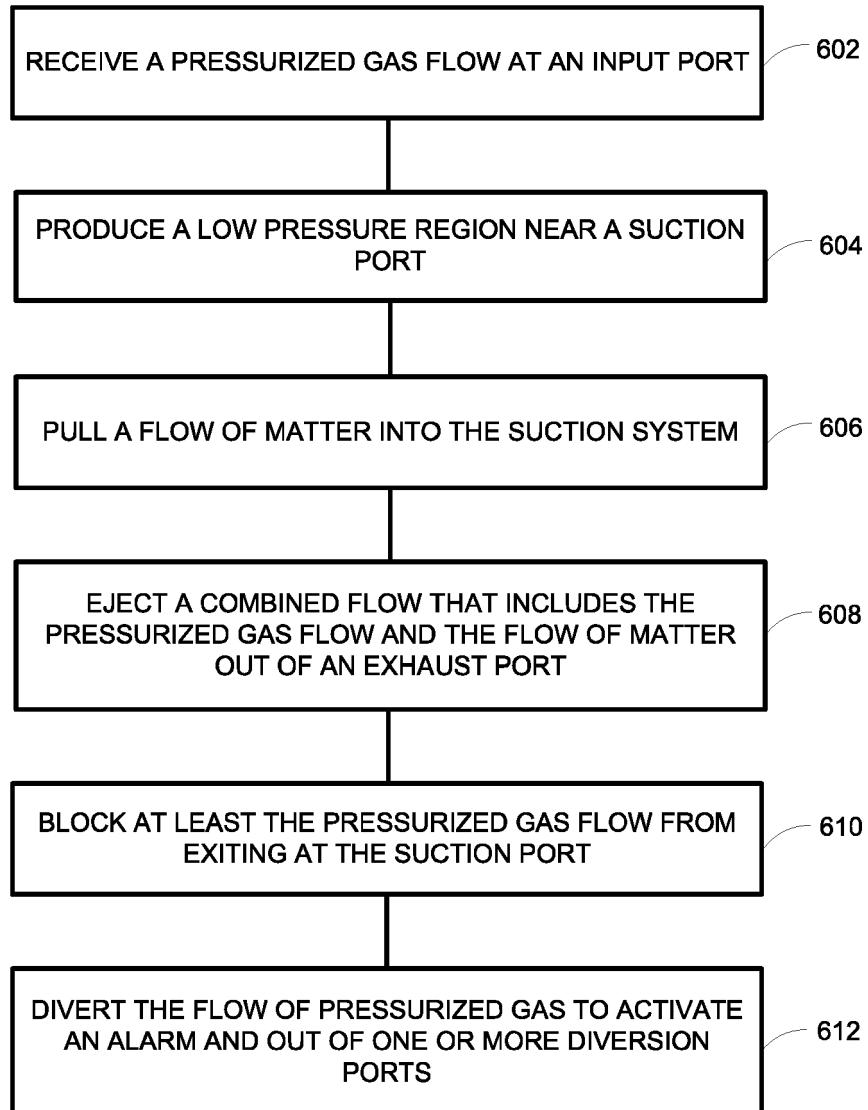 RECEIVE A PRESSURIZED GAS FLOW AT AN INPUT PORT
602
PRODUCE A LOW PRESSURE REGION NEAR A SUCTION
PORT
604
PULL A FLOW OF MATTER INTO THE SUCTION SYSTEM
606
EJECT A COMBINED FLOW THAT INCLUDES THE
PRESSURIZED GAS FLOW AND THE FLOW OF MATTER
OUT OF AN EXHAUST PORT
608
BLOCK AT LEAST THE PRESSURIZED GAS FLOW FROM
EXITING AT THE SUCTION PORT
610
DIVERT THE FLOW OF PRESSURIZED GAS TO ACTIVATE
AN ALARM AND OUT OF ONE OR MORE DIVERSION
PORTS
612